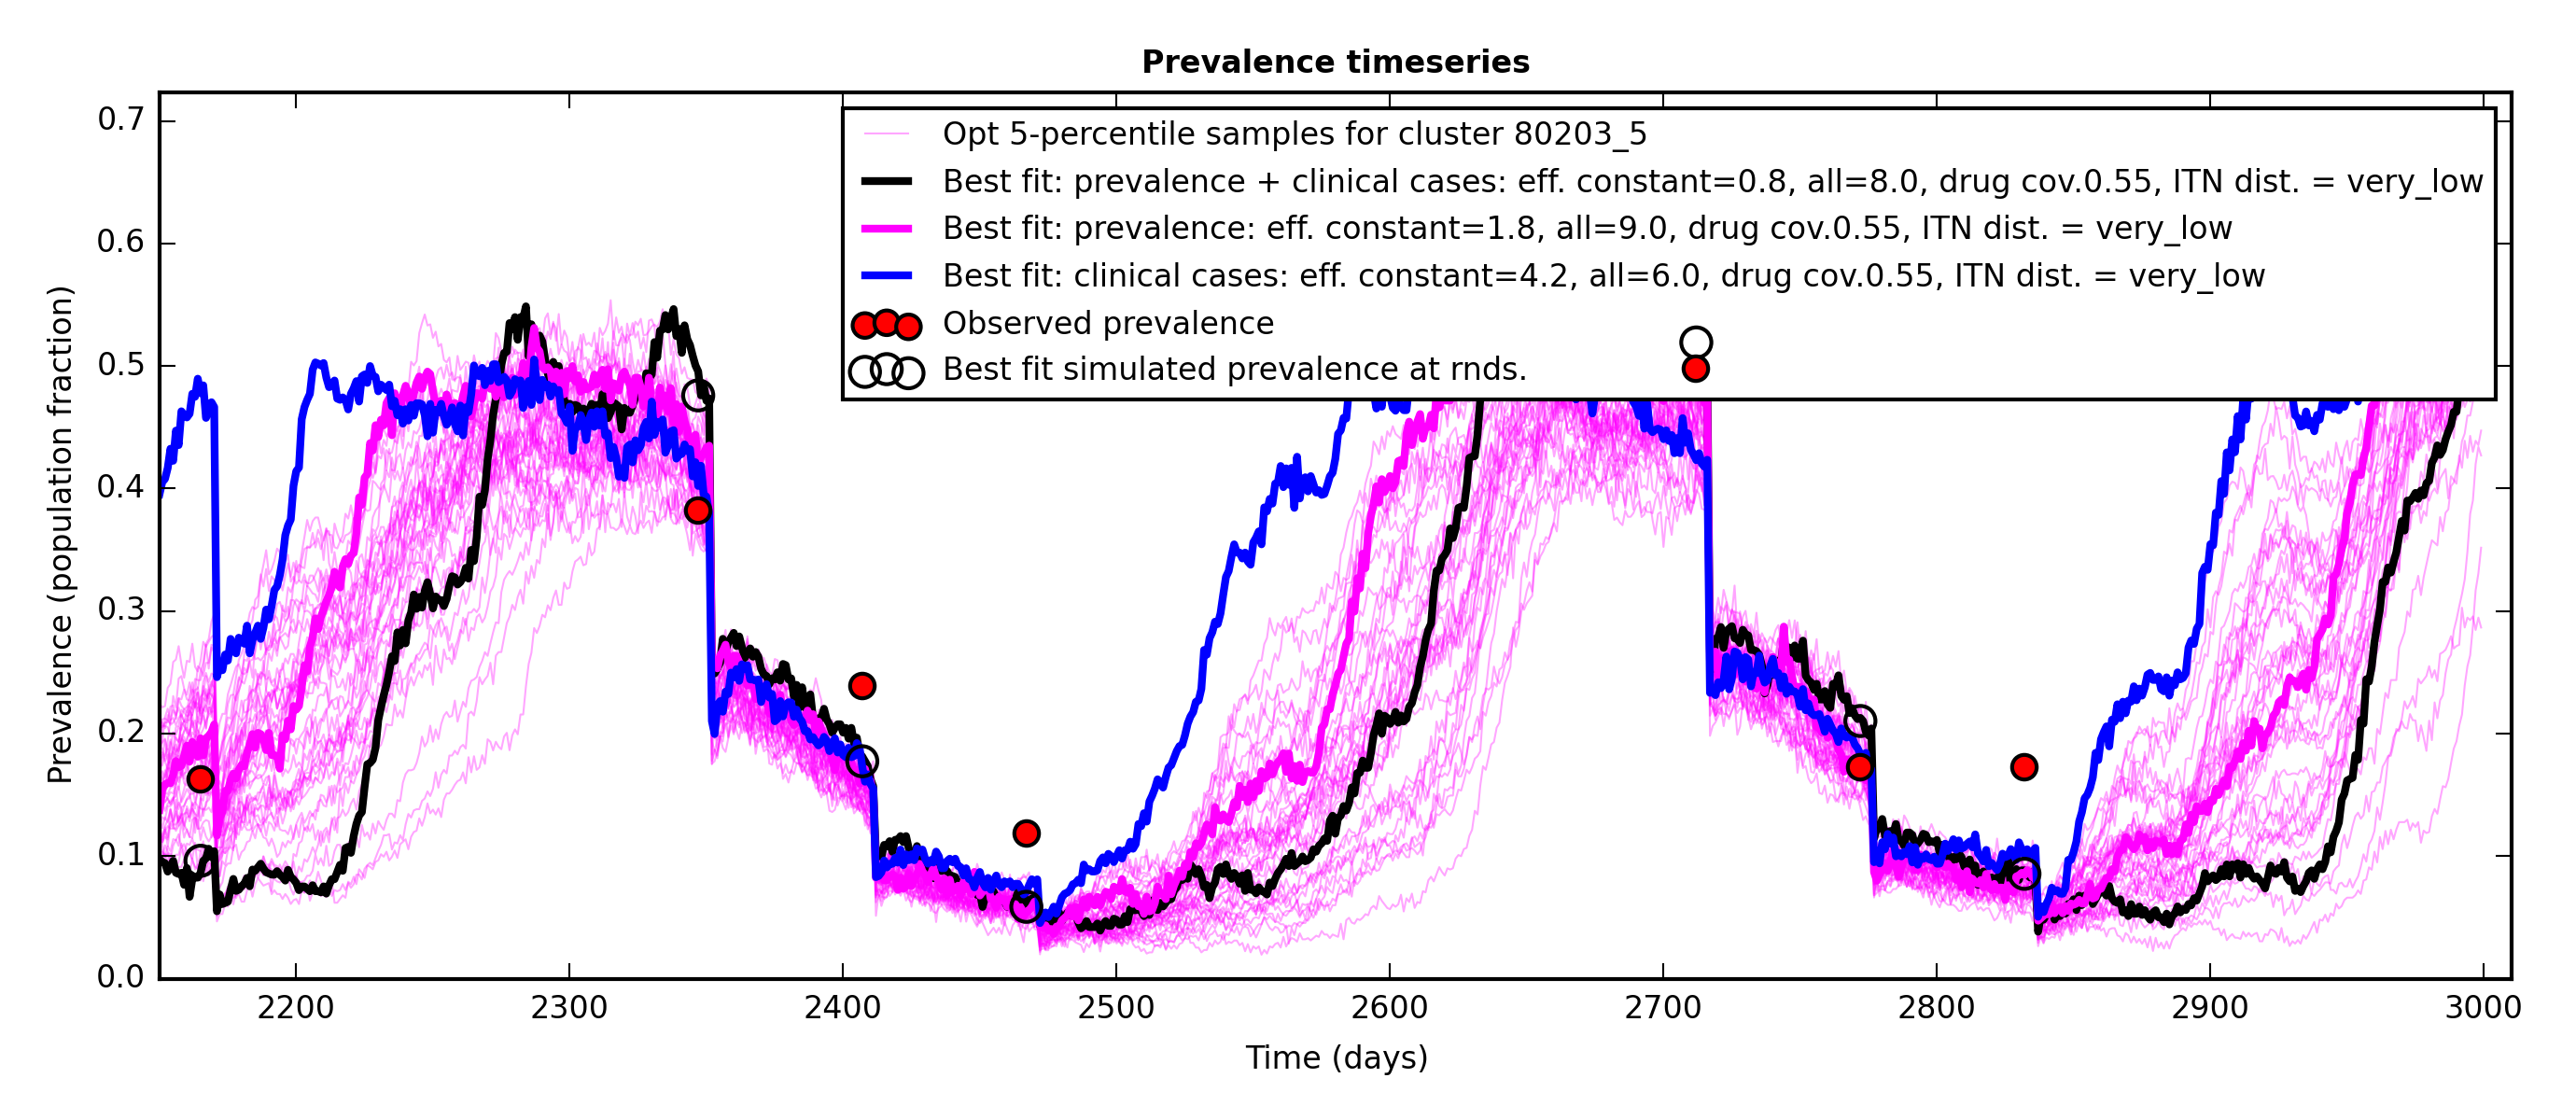 Prevalence timeseries
Opt 5-percentile samples for cluster 80203_5
Best fit: prevalence + clinical cases: eff. constant=0.8, all=8.0, drug cov.0.55, ITN dist. = very_low
Best fit: prevalence: eff. constant=1.8, all=9.0, drug cov.0.55, ITN dist. = very_low
Best fit: clinical cases: eff. constant=4.2, all=6.0, drug cov.0.55, ITN dist. = very_low
Observed prevalence
Best fit simulated prevalence at rnds.
Prevalence (population fraction)
0.7
0.6
0.5
0.4
0.3
0.2
0.1
0.0
2200 2300 2400 2500 2600 2700 2800 2900 3000
Time (days)